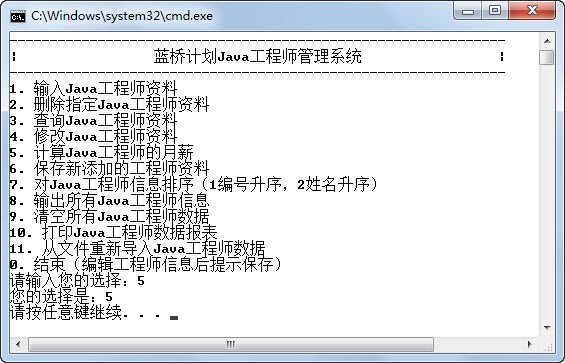 C:\Windows\system32\cmd.exe
蓝桥计划Java工程师管理系统
1. 输入Java工程师资料
2. 删除指定Java工程师资料
3. 查询Java工程师资料
4. 修改Java工程师资料
5. 计算Java工程师的月薪
6. 保存新添加的工程师资料
7. 对Java工程师信息排序（1编号升序，2姓名升序）
8. 输出所有Java工程师信息
9. 清空所有Java工程师数据
10. 打印Java工程师数据报表
11. 从文件重新导入Java工程师数据
0. 结束（编辑工程师信息后提示保存）
请输入您的选择：5
您的选择是：5
请按任意键继续. . .